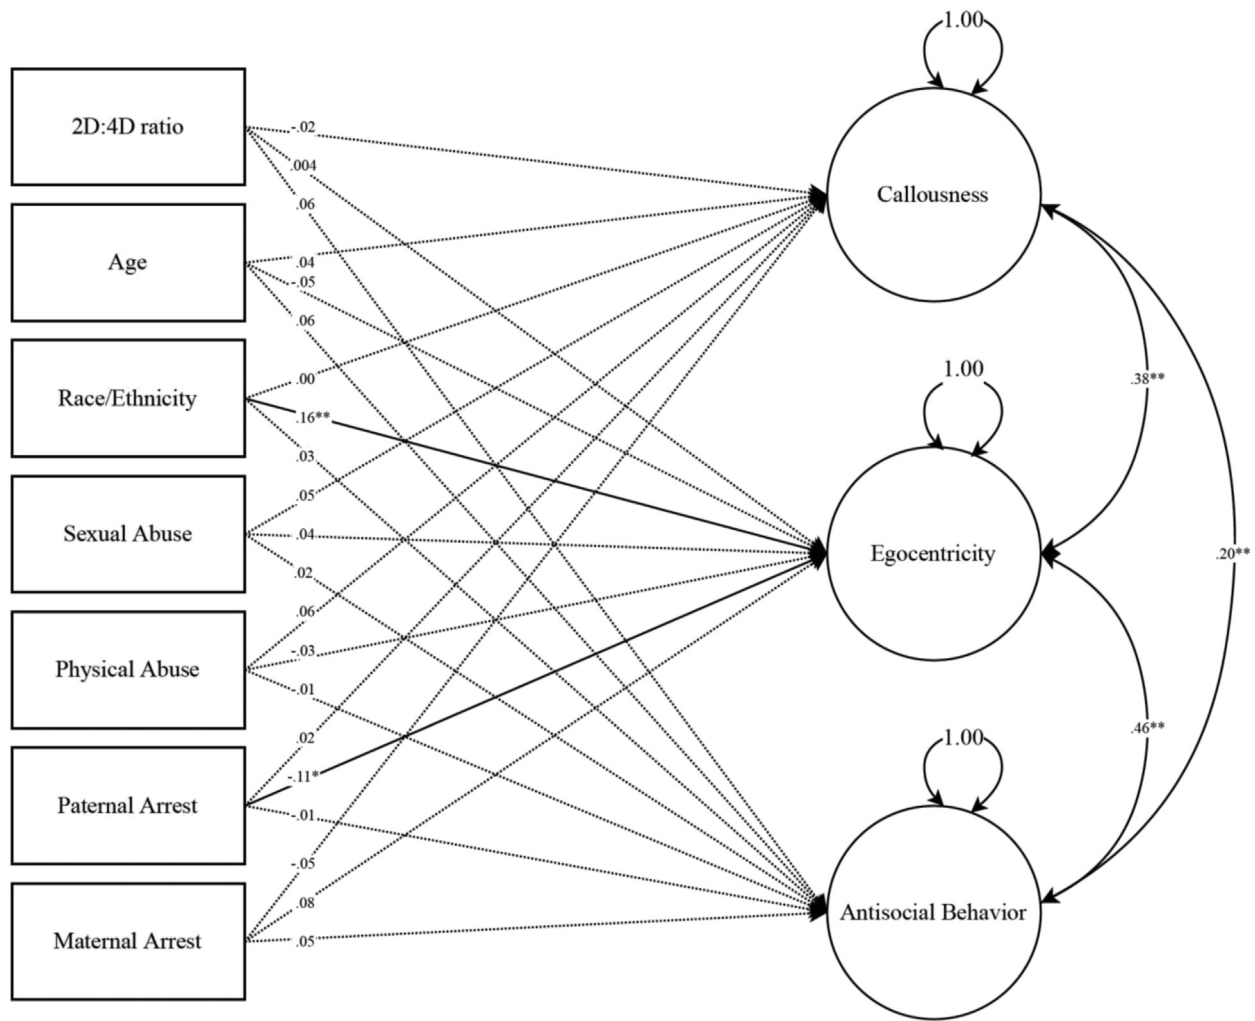 1.00
2D:4D ratio
-.02
.004
.06
Callousness
Age
.04
-.05
.06
Race/Ethnicity
.00
.16**
.03
1.00
.38**
Sexual Abuse
.05
.04
.02
Egocentricity
.20**
Physical Abuse
.06
-.03
-.01
Paternal Arrest
.02
-.11*
-.01
1.00
.46**
Maternal Arrest
-.05
.08
.05
Antisocial Behavior